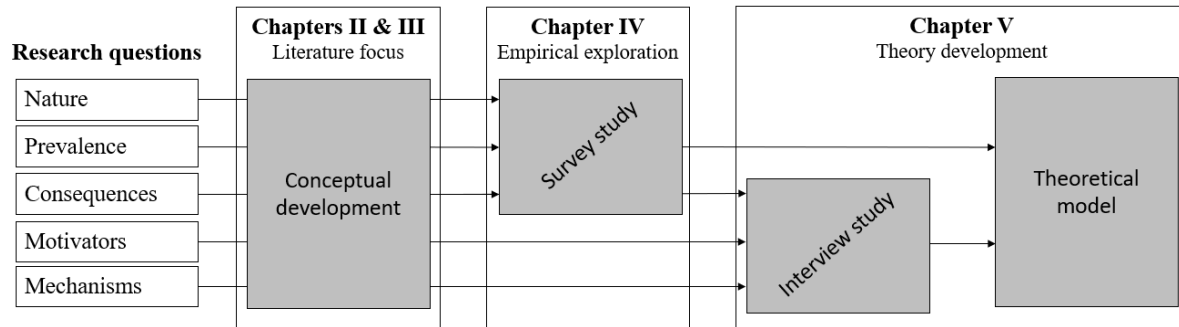 Research questions
Nature
Prevalence
Consequences
Motivators
Mechanisms
Chapters II & III
Literature focus
Conceptual
development
Chapter IV
Empirical exploration
Survey study
Chapter V
Theory development
Interview study
Theoretical
model